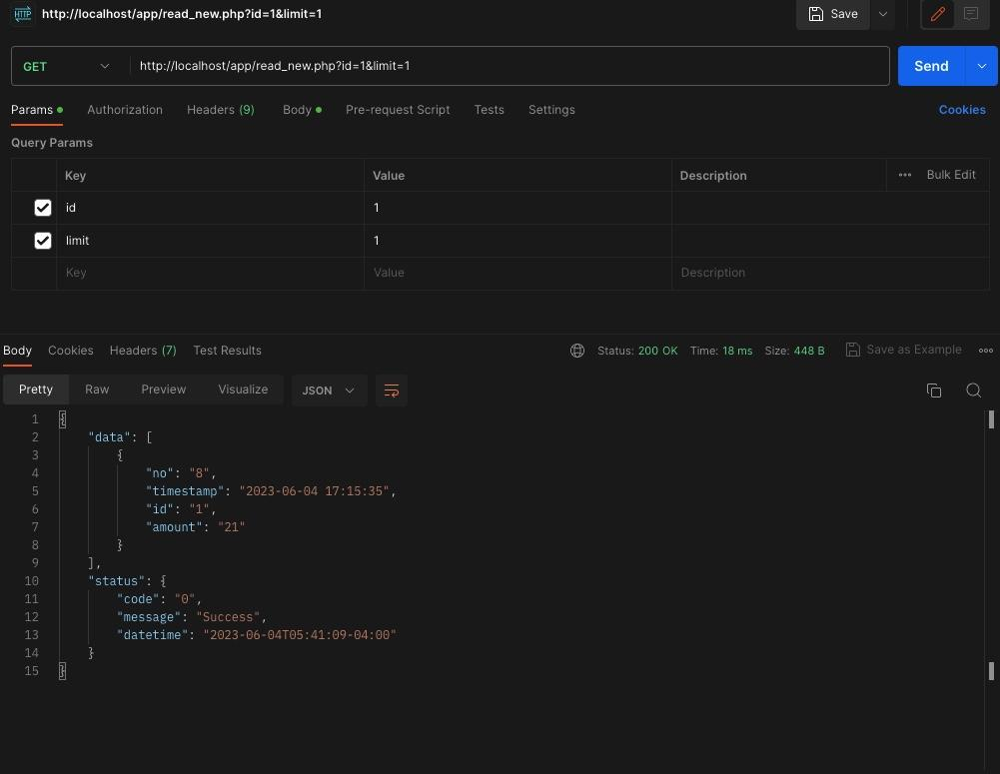 HTTP http://localhost/app/read_new.php?id=1&limit=1 Save
GET http://localhost/app/read_new.php?id=1&limit=1 Send
Params Authorization Headers (9) Body Pre-request Script Tests Settings Cookies
Query Params
Key Value Description ••• Bulk Edit
id 1
limit 1
Key Value Description
Body Cookies Headers (7) Test Results Status: 200 OK Time: 18 ms Size: 448 B Save as Example
Pretty Raw Preview Visualize JSON
1 {
2 "data": [
3 {
4 "no": "8",
5 "timestamp": "2023-06-04 17:15:35",
6 "id": "1",
7 "amount": "21"
8 }
9 ],
10 "status": {
11 "code": "0",
12 "message": "Success",
13 "datetime": "2023-06-04T05:41:09-04:00"
14 }
15 }